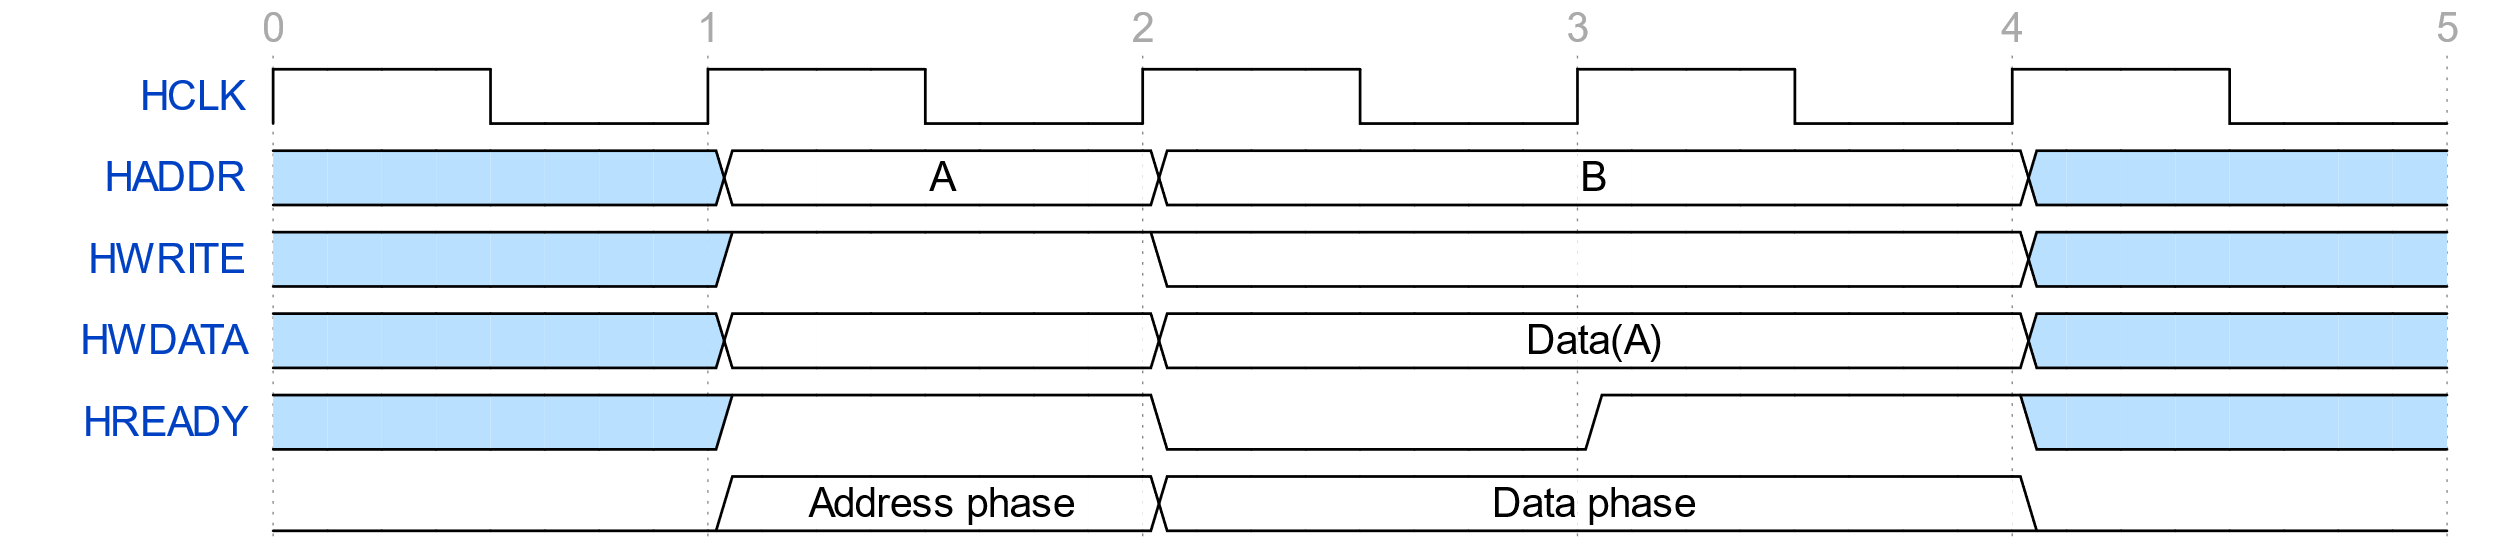 0 1 2 3 4 5
HCLK
HADDR A B
HWRITE
HWDATA Data(A)
HREADY
Address phase Data phase